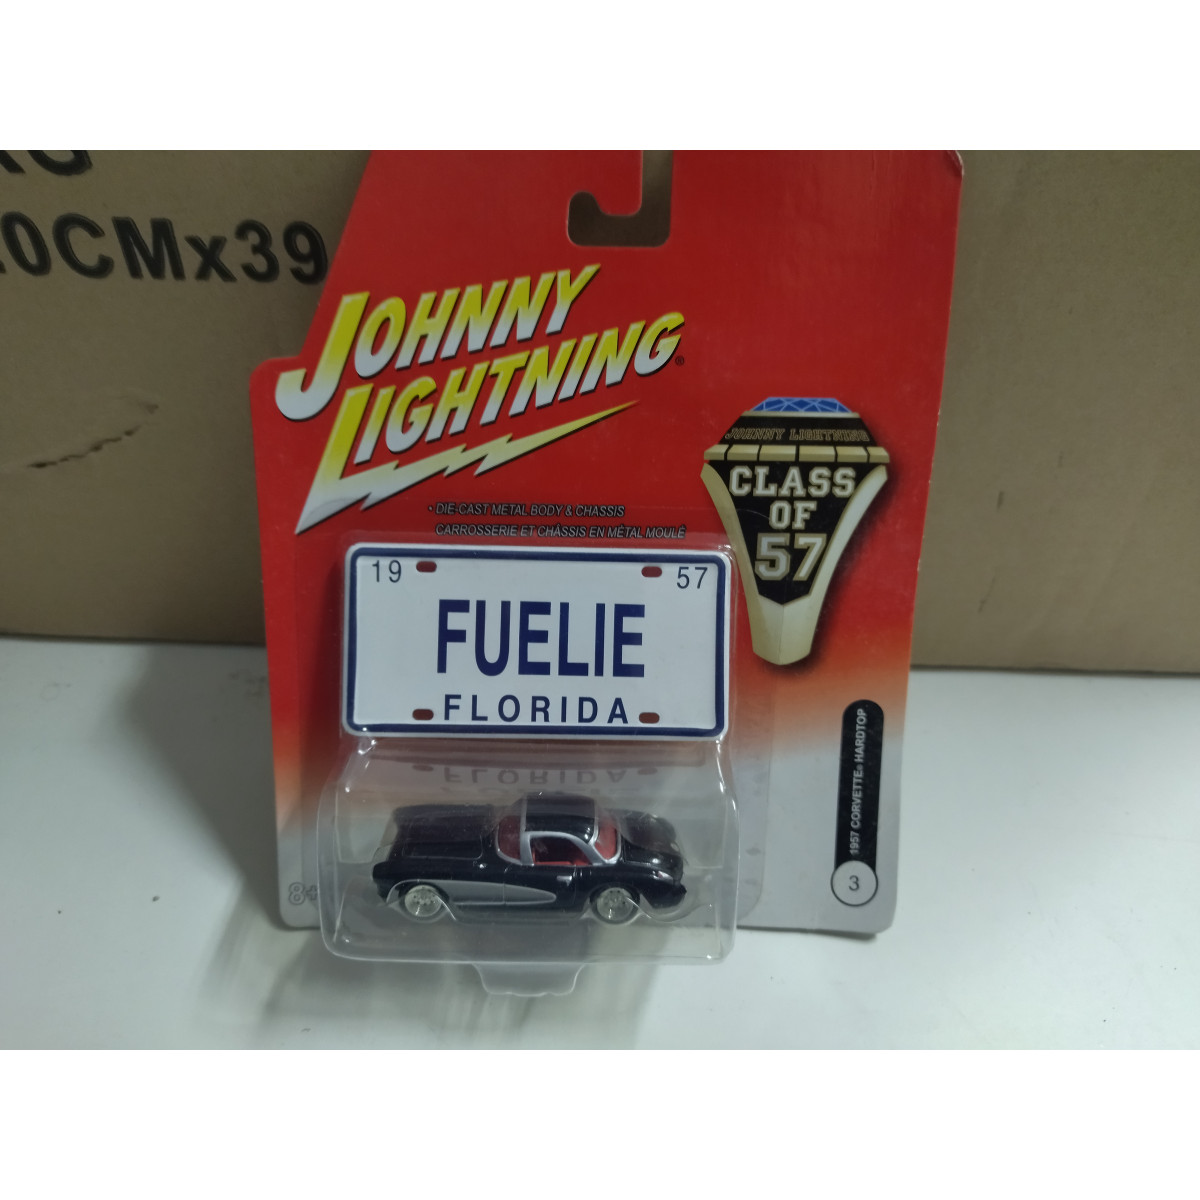 0CMx39
JOHNNY
LIGHTNING®
• DIE-CAST METAL BODY & CHASSIS
CARROSSERIE ET CHÂSSIS EN MÉTAL MOULÉ
JOHNNY LIGHTNING
CLASS
OF
57
19 57
FUELIE
FLORIDA
FLORIDA
1957 CORVETTE® HARDTOP
3
8+